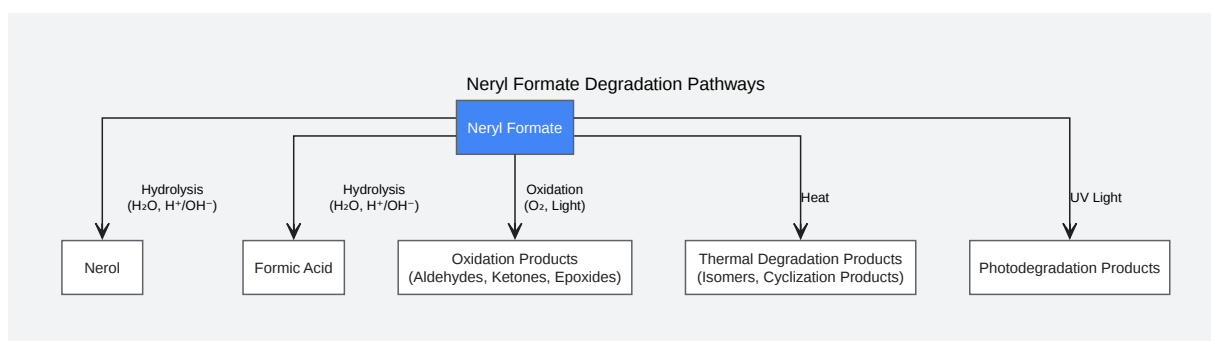 Neryl Formate Degradation Pathways
Neryl Formate
Hydrolysis
(H₂O, H⁺/OH⁻)
Hydrolysis
(H₂O, H⁺/OH⁻)
Oxidation
(O₂, Light)
Heat
UV Light
Nerol
Formic Acid
Oxidation Products
(Aldehydes, Ketones, Epoxides)
Thermal Degradation Products
(Isomers, Cyclization Products)
Photodegradation Products